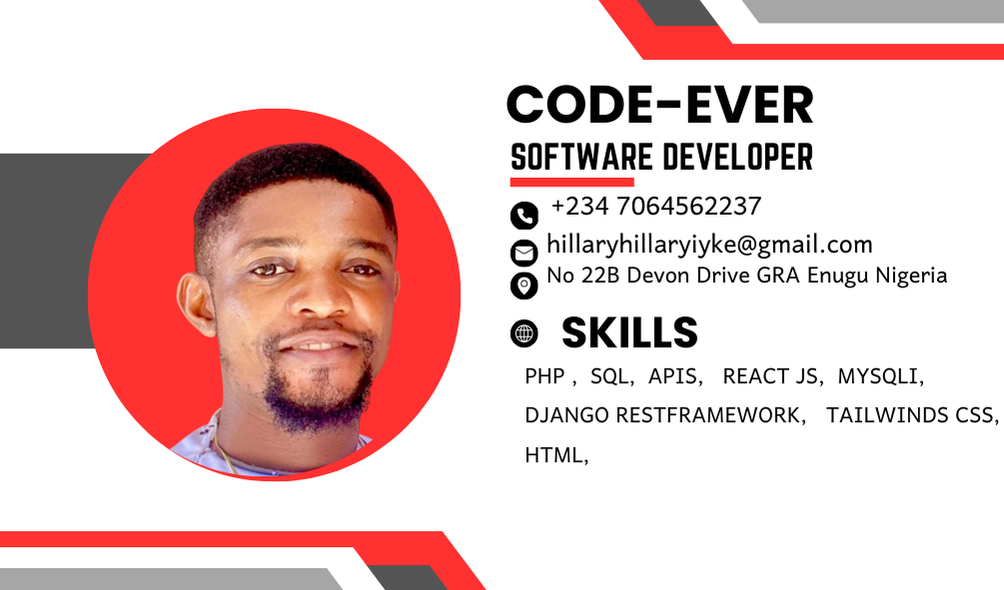 CODE-EVER
SOFTWARE DEVELOPER
+234 7064562237
hillaryhillaryiyke@gmail.com
No 22B Devon Drive GRA Enugu Nigeria
SKILLS
PHP , SQL, APIS, REACT JS, MYSQLI,
DJANGO RESTFRAMEWORK, TAILWINDS CSS,
HTML,